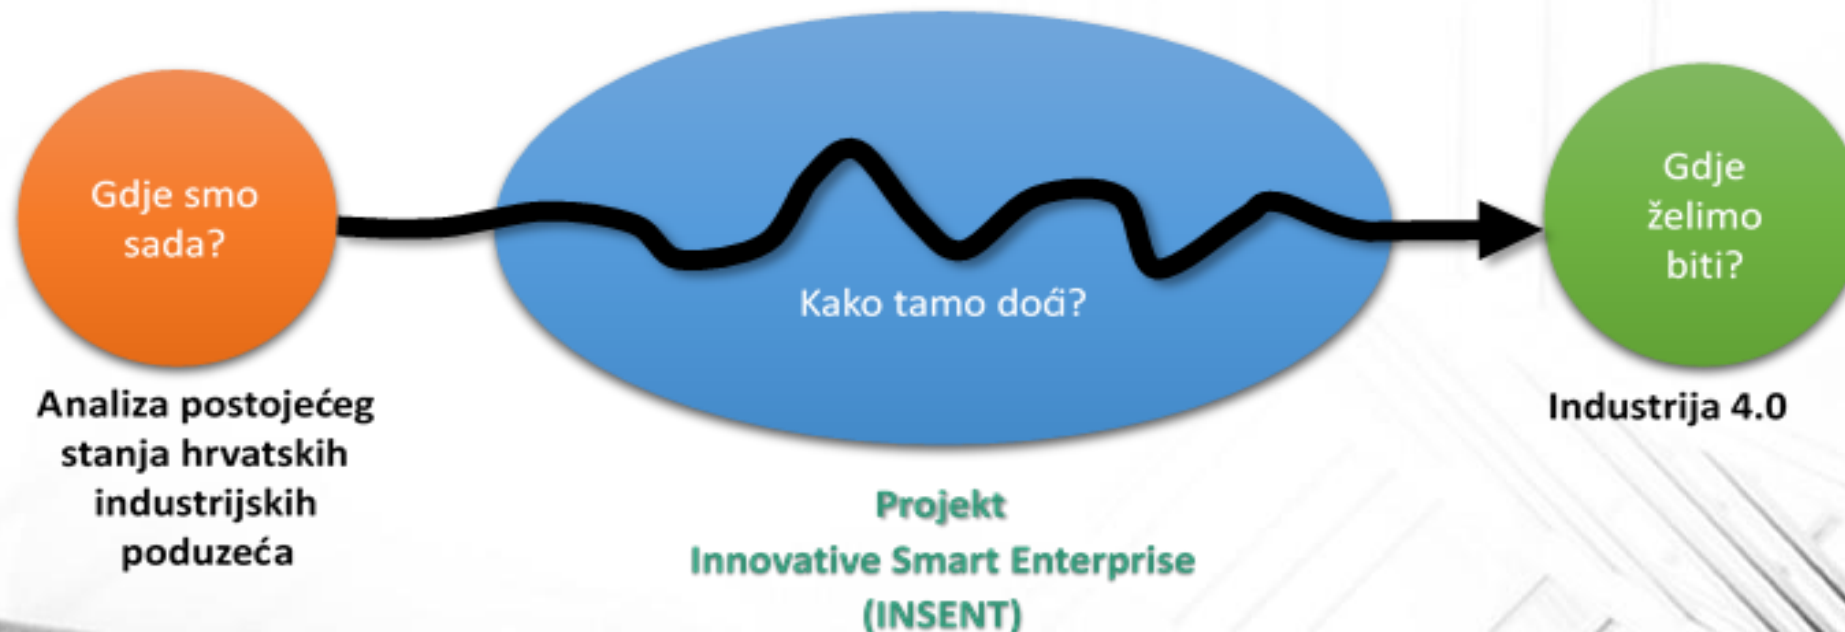 Gdje smo
sada?
Kako tamo doći?
Gdje
želimo
biti?
Analiza postojećeg
stanja hrvatskih
industrijskih
poduzeća
Projekt
Innovative Smart Enterprise
(INSENT)
Industrija 4.0